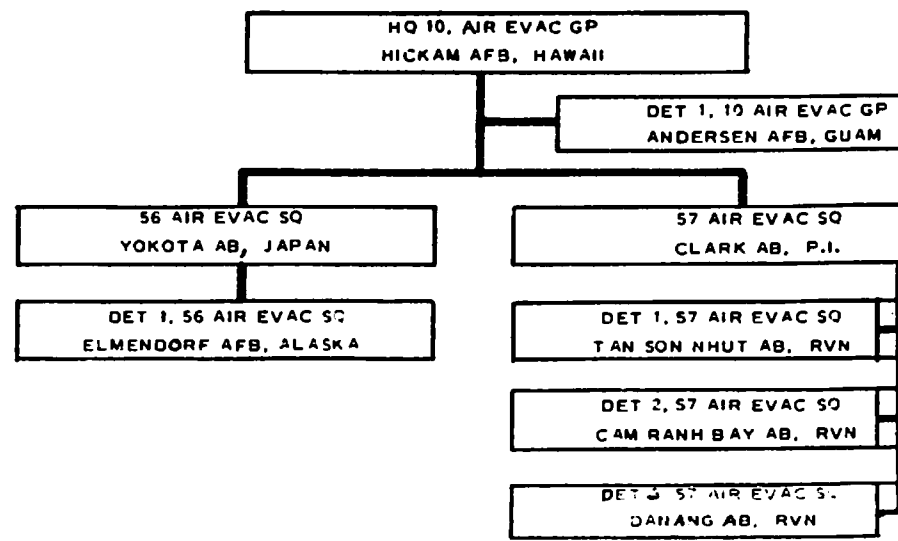 HQ 10, AIR EVAC GP
HICKAM AFB, HAWAII
DET 1, 10 AIR EVAC GP
ANDERSEN AFB, GUAM
56 AIR EVAC SQ
YOKOTA AB, JAPAN
57 AIR EVAC SQ
CLARK AB, P.I.
DET 1, 56 AIR EVAC SQ
ELMENDORF AFB, ALASKA
DET 1, 57 AIR EVAC SQ
TAN SON NHUT AB, RVN
DET 2, 57 AIR EVAC SQ
CAM RANH BAY AB, RVN
DET 3, 57 AIR EVAC SQ
DANANG AB, RVN